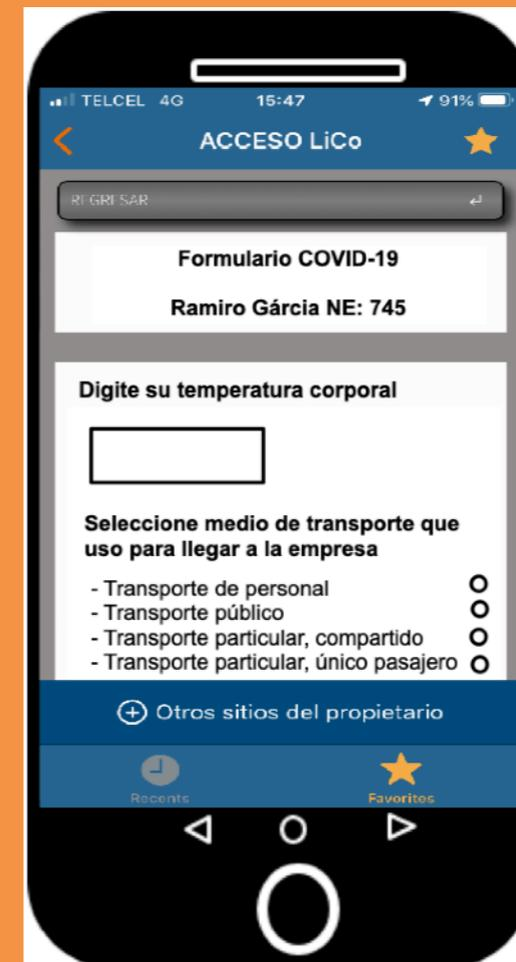 TELCEL 4G 15:47 91%
ACCESO LiCo
REGRESAR
Formulario COVID-19
Ramiro Gárcia NE: 745
Digite su temperatura corporal
Seleccione medio de transporte que
uso para llegar a la empresa
- Transporte de personal
- Transporte público
- Transporte particular, compartido
- Transporte particular, único pasajero
Otros sitios del propietario
Recents Favorites